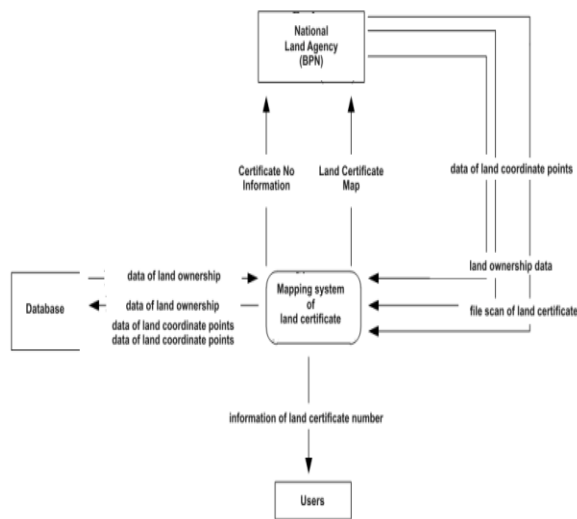 National
Land Agency
(BPN)
Certificate No
Information
Land Certificate
Map
data of land coordinate points
land ownership data
file scan of land certificate
data of land ownership
Database
data of land ownership
data of land coordinate points
data of land coordinate points
Mapping system
of
land certificate
information of land certificate number
Users